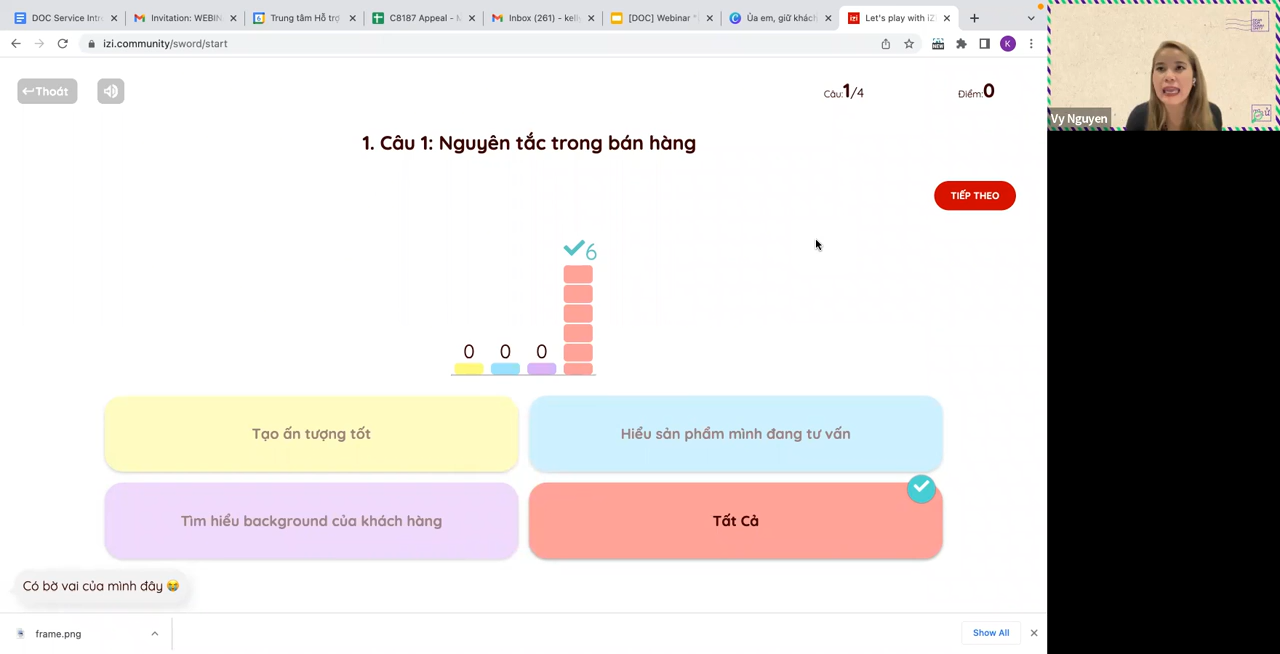 DOC Service Intr
Invitation: WEBIN
Trung tâm Hỗ trợ
C8187 Appeal - M
Inbox (261) - kelly
[DOC] Webinar "
Ủa em, giữ khách
Let's play with iZ
izi.community/sword/start
K
Thoát
Câu:1/4
Điểm:0
Vy Nguyen
1. Câu 1: Nguyên tắc trong bán hàng
TIẾP THEO
6
0 0 0
Tạo ấn tượng tốt
Hiểu sản phẩm mình đang tư vấn
Tìm hiểu background của khách hàng
Tất Cả
Có bờ vai của mình đây 😭
frame.png
Show All